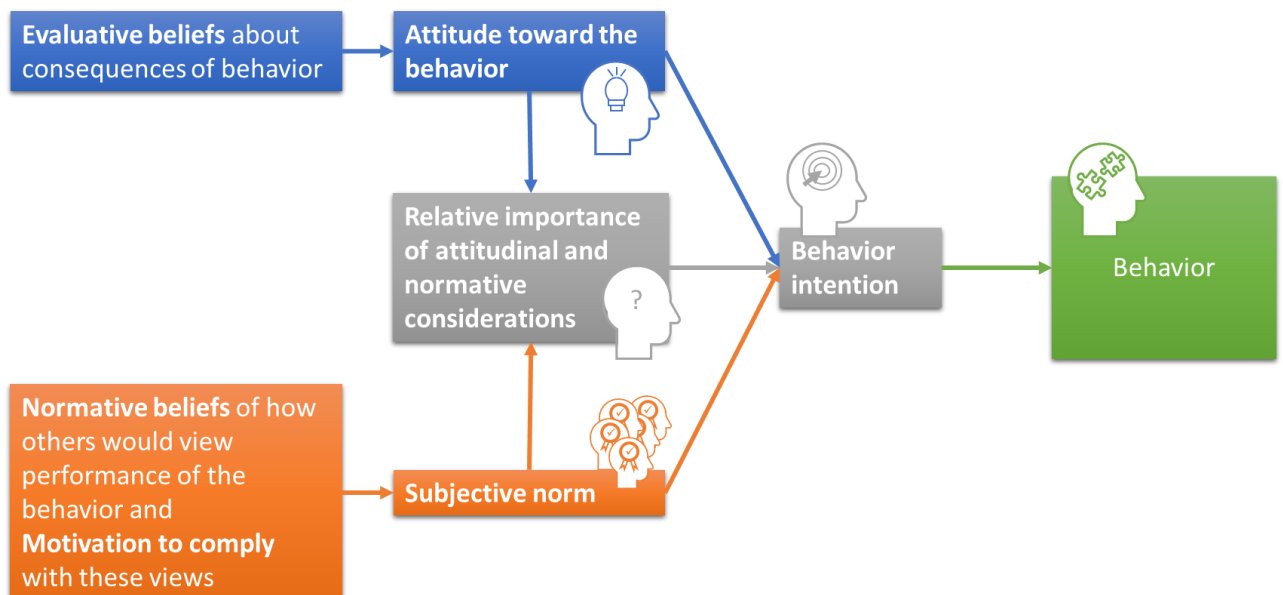 Evaluative beliefs about
consequences of behavior
Attitude toward the
behavior
Relative importance
of attitudinal and
normative
considerations
?
Behavior
intention
Behavior
Normative beliefs of how
others would view
performance of the
behavior and
Motivation to comply
with these views
Subjective norm